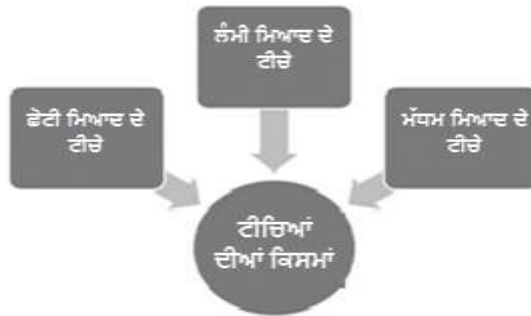 ਲੰਮੀ ਮਿਆਦ ਦੇ
ਟੀਚੇ
ਛੋਟੀ ਮਿਆਦ ਦੇ
ਟੀਚੇ
ਮੱਧਮ ਮਿਆਦ ਦੇ
ਟੀਚੇ
ਟੀਚਿਆਂ
ਦੀਆਂ ਕਿਸਮਾਂ